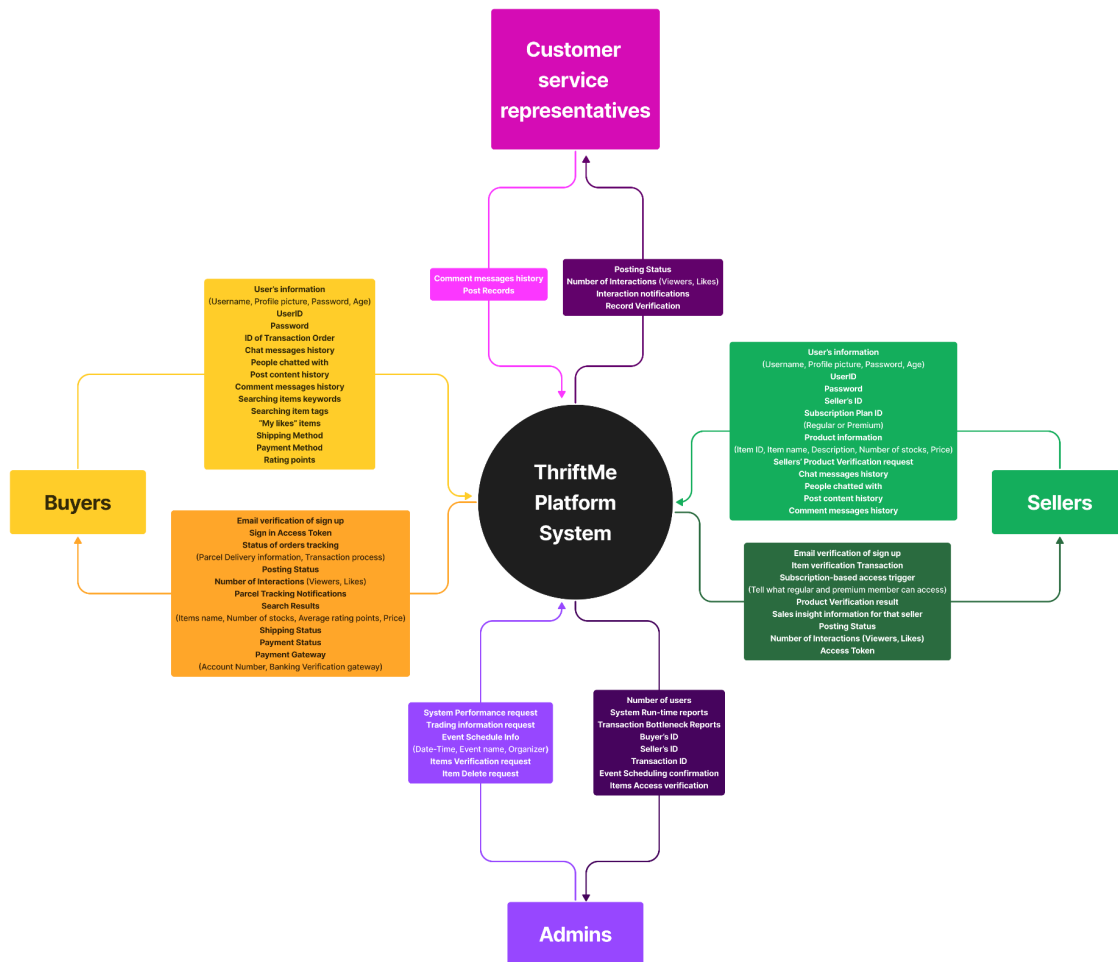 Customer
service
representatives
Comment messages history
Post Records
Posting Status
Number of Interactions (Viewers, Likes)
Interaction notifications
Record Verification
User's information
(Username, Profile picture, Password, Age)
UserID
Password
ID of Transaction Order
Chat messages history
People chatted with
Post content history
Comment messages history
Searching items keywords
Searching item tags
"My likes" items
Shipping Method
Payment Method
Rating points
User's information
(Username, Profile picture, Password, Age)
UserID
Password
Seller's ID
Subscription Plan ID
(Regular or Premium)
Product information
(Item ID, Item name, Description, Number of stocks, Price)
Sellers' Product Verification request
Chat messages history
People chatted with
Post content history
Comment messages history
Buyers
ThriftMe
Platform
System
Sellers
Email verification of sign up
Sign in Access Token
Status of orders tracking
(Parcel Delivery information, Transaction process)
Posting Status
Number of Interactions (Viewers, Likes)
Parcel Tracking Notifications
Search Results
(Items name, Number of stocks, Average rating points, Price)
Shipping Status
Payment Status
Payment Gateway
(Account Number, Banking Verification gateway)
Email verification of sign up
Item verification Transaction
Subscription-based access trigger
(Tell what regular and premium member can access)
Product Verification result
Sales insight information for that seller
Posting Status
Number of Interactions (Viewers, Likes)
Access Token
System Performance request
Trading information request
Event Schedule Info
(Date-Time, Event name, Organizer)
Items Verification request
Item Delete request
Number of users
System Run-time reports
Transaction Bottleneck Reports
Buyer's ID
Seller's ID
Transaction ID
Event Scheduling confirmation
Items Access verification
Admins